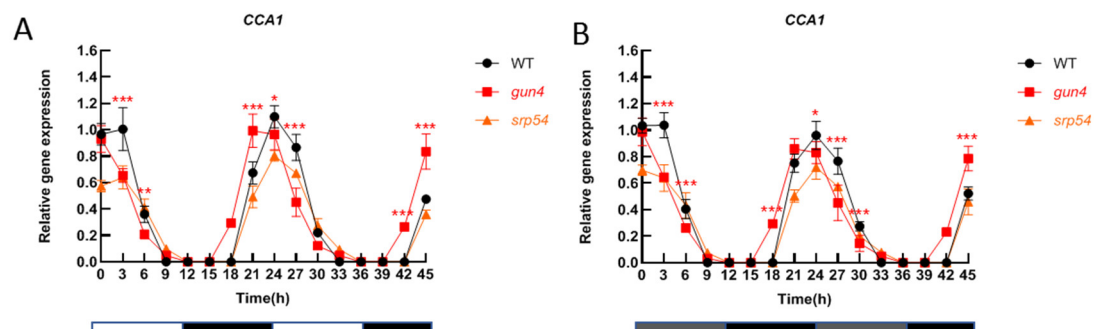 A
CCA1
Relative gene expression
1.6
1.4
1.2
1.0
0.8
0.6
0.4
0.2
0.0
*** ** *** * *** *** ***
0 3 6 9 12 15 18 21 24 27 30 33 36 39 42 45
Time(h)
WT
gun4
srp54
B
CCA1
Relative gene expression
1.6
1.4
1.2
1.0
0.8
0.6
0.4
0.2
0.0
*** *** *** * *** *** ***
0 3 6 9 12 15 18 21 24 27 30 33 36 39 42 45
Time(h)
WT
gun4
srp54